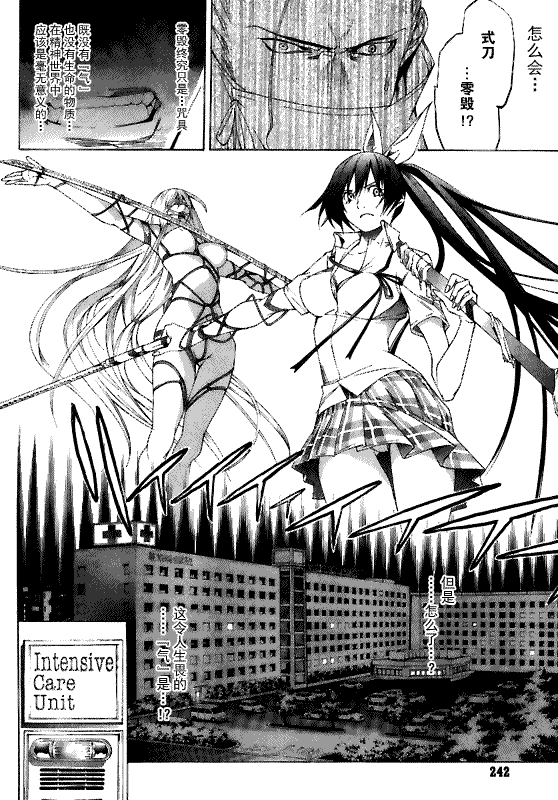 怎么会…
式刀
…零毁!?
零毁终究只是…咒具
既没有「气」
也没有生命的物质…
在精神世界中
应该是毫无意义的…
但是
……怎么了…?
这令人生畏的
……「气」是…!?
Intensive
Care
Unit
242